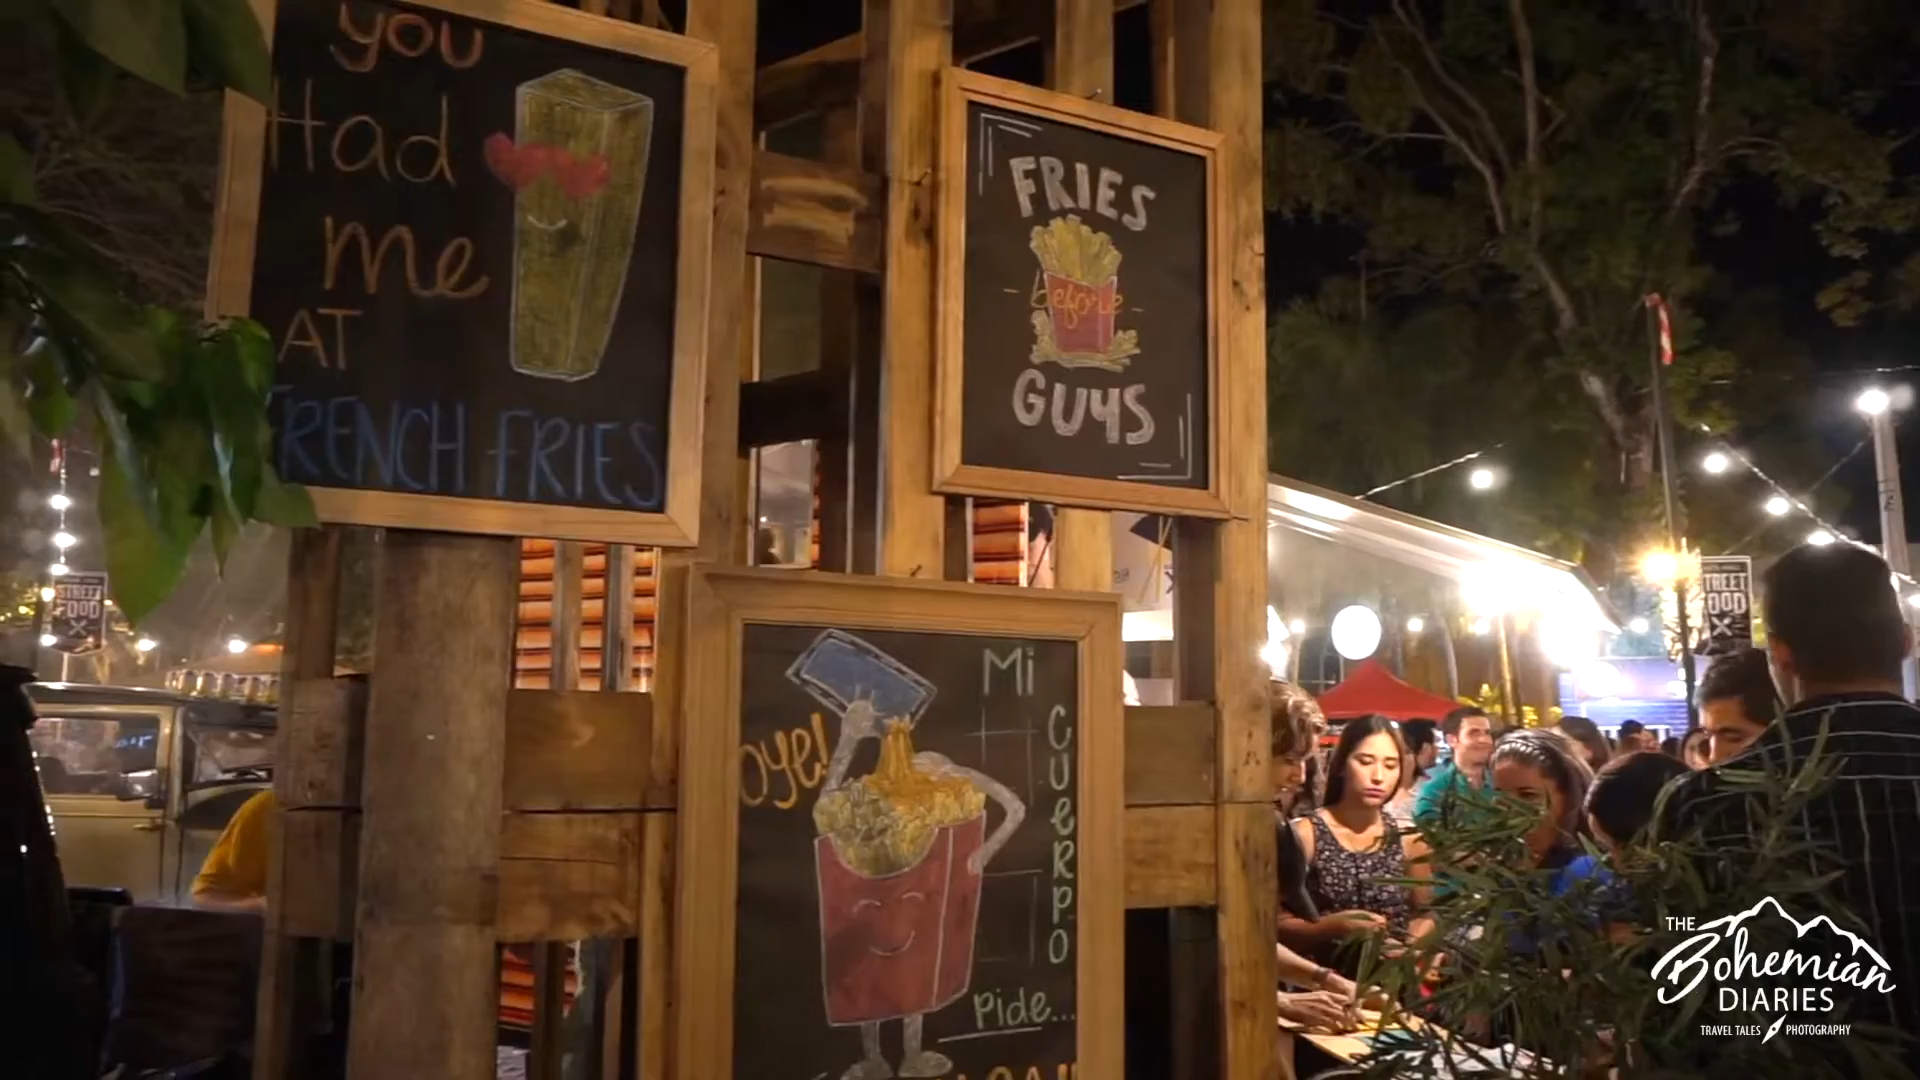 you
Had
me
AT
FRENCH FRIES
FRIES
- before -
GUYS
oye!
Mi
CUERPO
pide...
STREET
FOOD
STREET
FOOD
THE
Bohemian
DIARIES
TRAVEL TALES PHOTOGRAPHY